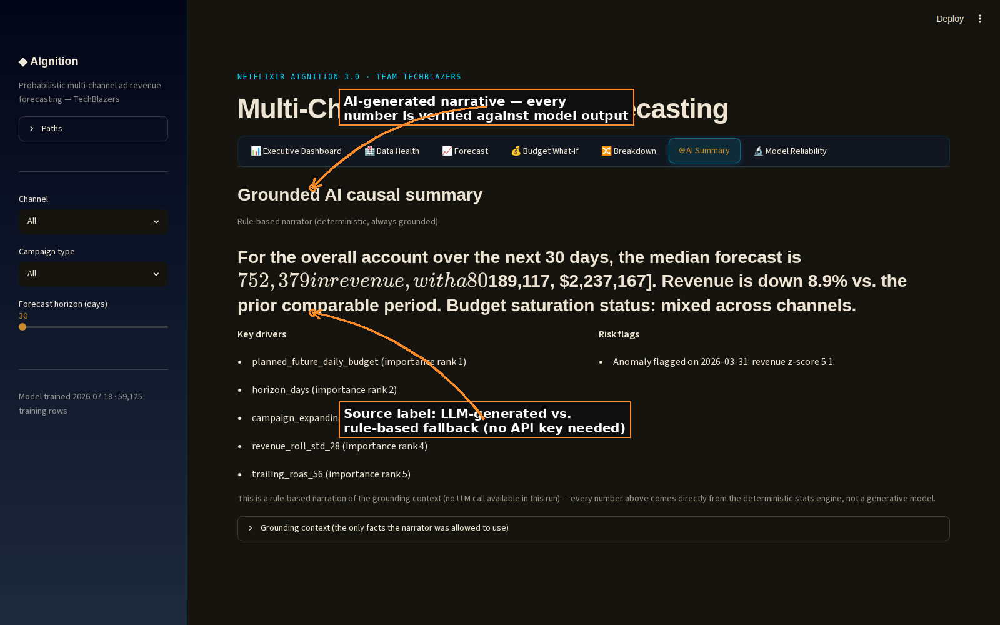 Deploy
◆ AIgnition
Probabilistic multi-channel ad revenue
forecasting — TechBlazers
Paths
Channel
All
Campaign type
All
Forecast horizon (days)
30
Model trained 2026-07-18 · 59,125
training rows
NETELIXIR AIGNITION 3.0 · TEAM TECHBLAZERS
Multi-Ch
ecasting
AI-generated narrative — every
number is verified against model output
📊 Executive Dashboard
🏥 Data Health
📈 Forecast
💰 Budget What-If
🔀 Breakdown
AI Summary
🔬 Model Reliability
Grounded AI causal summary
Rule-based narrator (deterministic, always grounded)
For the overall account over the next 30 days, the median forecast is
752,379inrevenue,witha80189,117, $2,237,167]. Revenue is down 8.9% vs. the
prior comparable period. Budget saturation status: mixed across channels.
Key drivers
• planned_future_daily_budget (importance rank 1)
• horizon_days (importance rank 2)
• campaign_expandin
• revenue_roll_std_28 (importance rank 4)
• trailing_roas_56 (importance rank 5)
Risk flags
• Anomaly flagged on 2026-03-31: revenue z-score 5.1.
Source label: LLM-generated vs.
rule-based fallback (no API key needed)
This is a rule-based narration of the grounding context (no LLM call available in this run) — every number above comes directly from the deterministic stats engine, not a generative model.
Grounding context (the only facts the narrator was allowed to use)